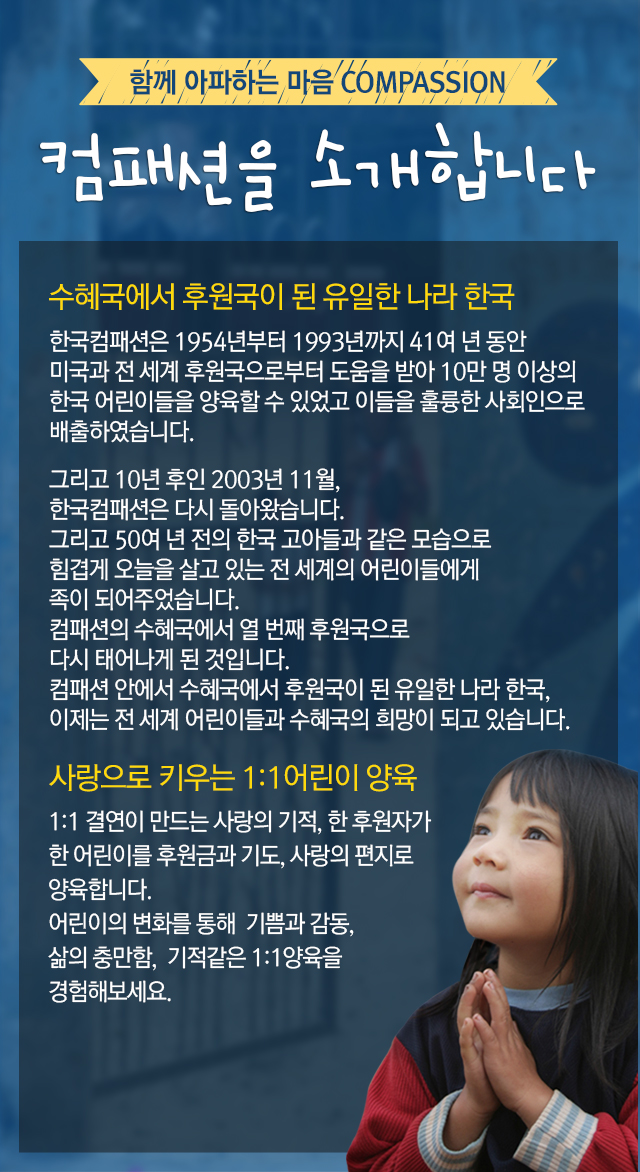 함께 아파하는 마음 COMPASSION
컴패션을 소개합니다
수혜국에서 후원국이 된 유일한 나라 한국
한국컴패션은 1954년부터 1993년까지 41여 년 동안
미국과 전 세계 후원국으로부터 도움을 받아 10만 명 이상의
한국 어린이들을 양육할 수 있었고 이들을 훌륭한 사회인으로
배출하였습니다.
그리고 10년 후인 2003년 11월,
한국컴패션은 다시 돌아왔습니다.
그리고 50여 년 전의 한국 고아들과 같은 모습으로
힘겹게 오늘을 살고 있는 전 세계의 어린이들에게
족이 되어주었습니다.
컴패션의 수혜국에서 열 번째 후원국으로
다시 태어나게 된 것입니다.
컴패션 안에서 수혜국에서 후원국이 된 유일한 나라 한국,
이제는 전 세계 어린이들과 수혜국의 희망이 되고 있습니다.
사랑으로 키우는 1:1어린이 양육
1:1 결연이 만드는 사랑의 기적, 한 후원자가
한 어린이를 후원금과 기도, 사랑의 편지로
양육합니다.
어린이의 변화를 통해 기쁨과 감동,
삶의 충만함, 기적같은 1:1양육을
경험해보세요.